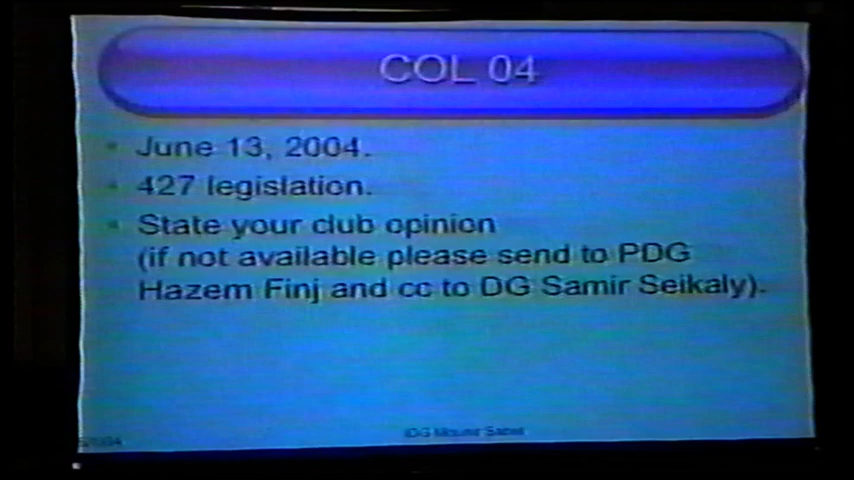 COL 04
June 13, 2004.
427 legislation.
State your club opinion
(if not available please send to PDG
Hazem Finj and cc to DG Samir Seikaly).